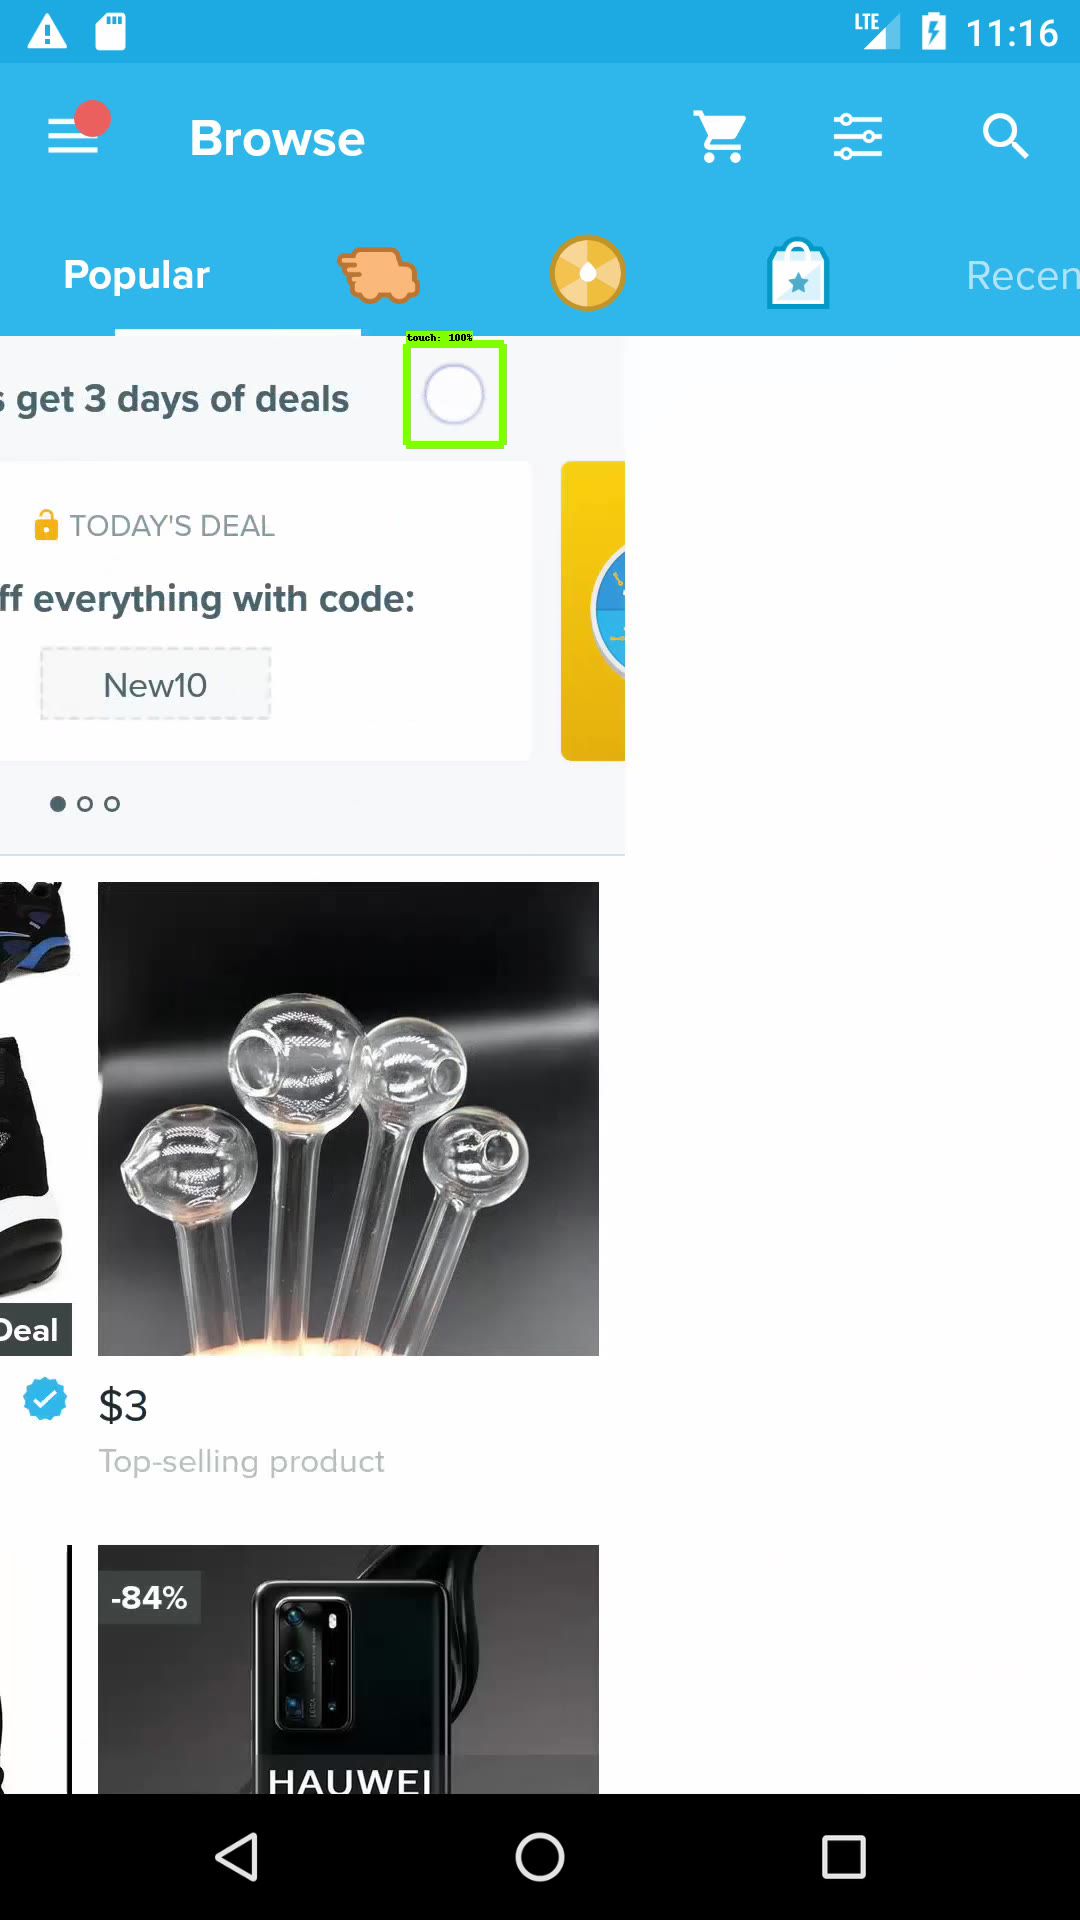 LTE 11:16
Browse
Popular
Recen
touch: 100%
s get 3 days of deals
TODAY'S DEAL
ff everything with code:
New10
Deal
$3
Top-selling product
-84%
LEICA
HAUWEI